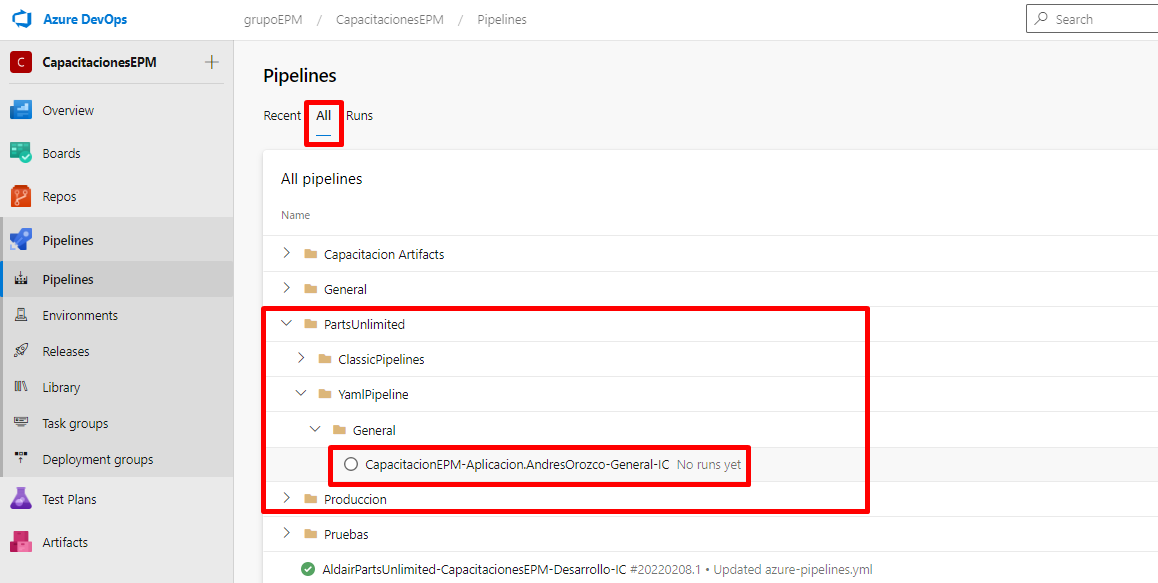 Azure DevOps
grupoEPM / CapacitacionesEPM / Pipelines
Search
C CapacitacionesEPM +
Overview
Boards
Repos
Pipelines
Pipelines
Environments
Releases
Library
Task groups
Deployment groups
Test Plans
Artifacts
Pipelines
Recent All Runs
All pipelines
Name
Capacitacion Artifacts
General
PartsUnlimited
ClassicPipelines
YamlPipeline
General
CapacitacionEPM-Aplicacion.AndresOrozco-General-IC No runs yet
Produccion
Pruebas
AldairPartsUnlimited-CapacitacionesEPM-Desarrollo-IC #20220208.1 • Updated azure-pipelines.yml